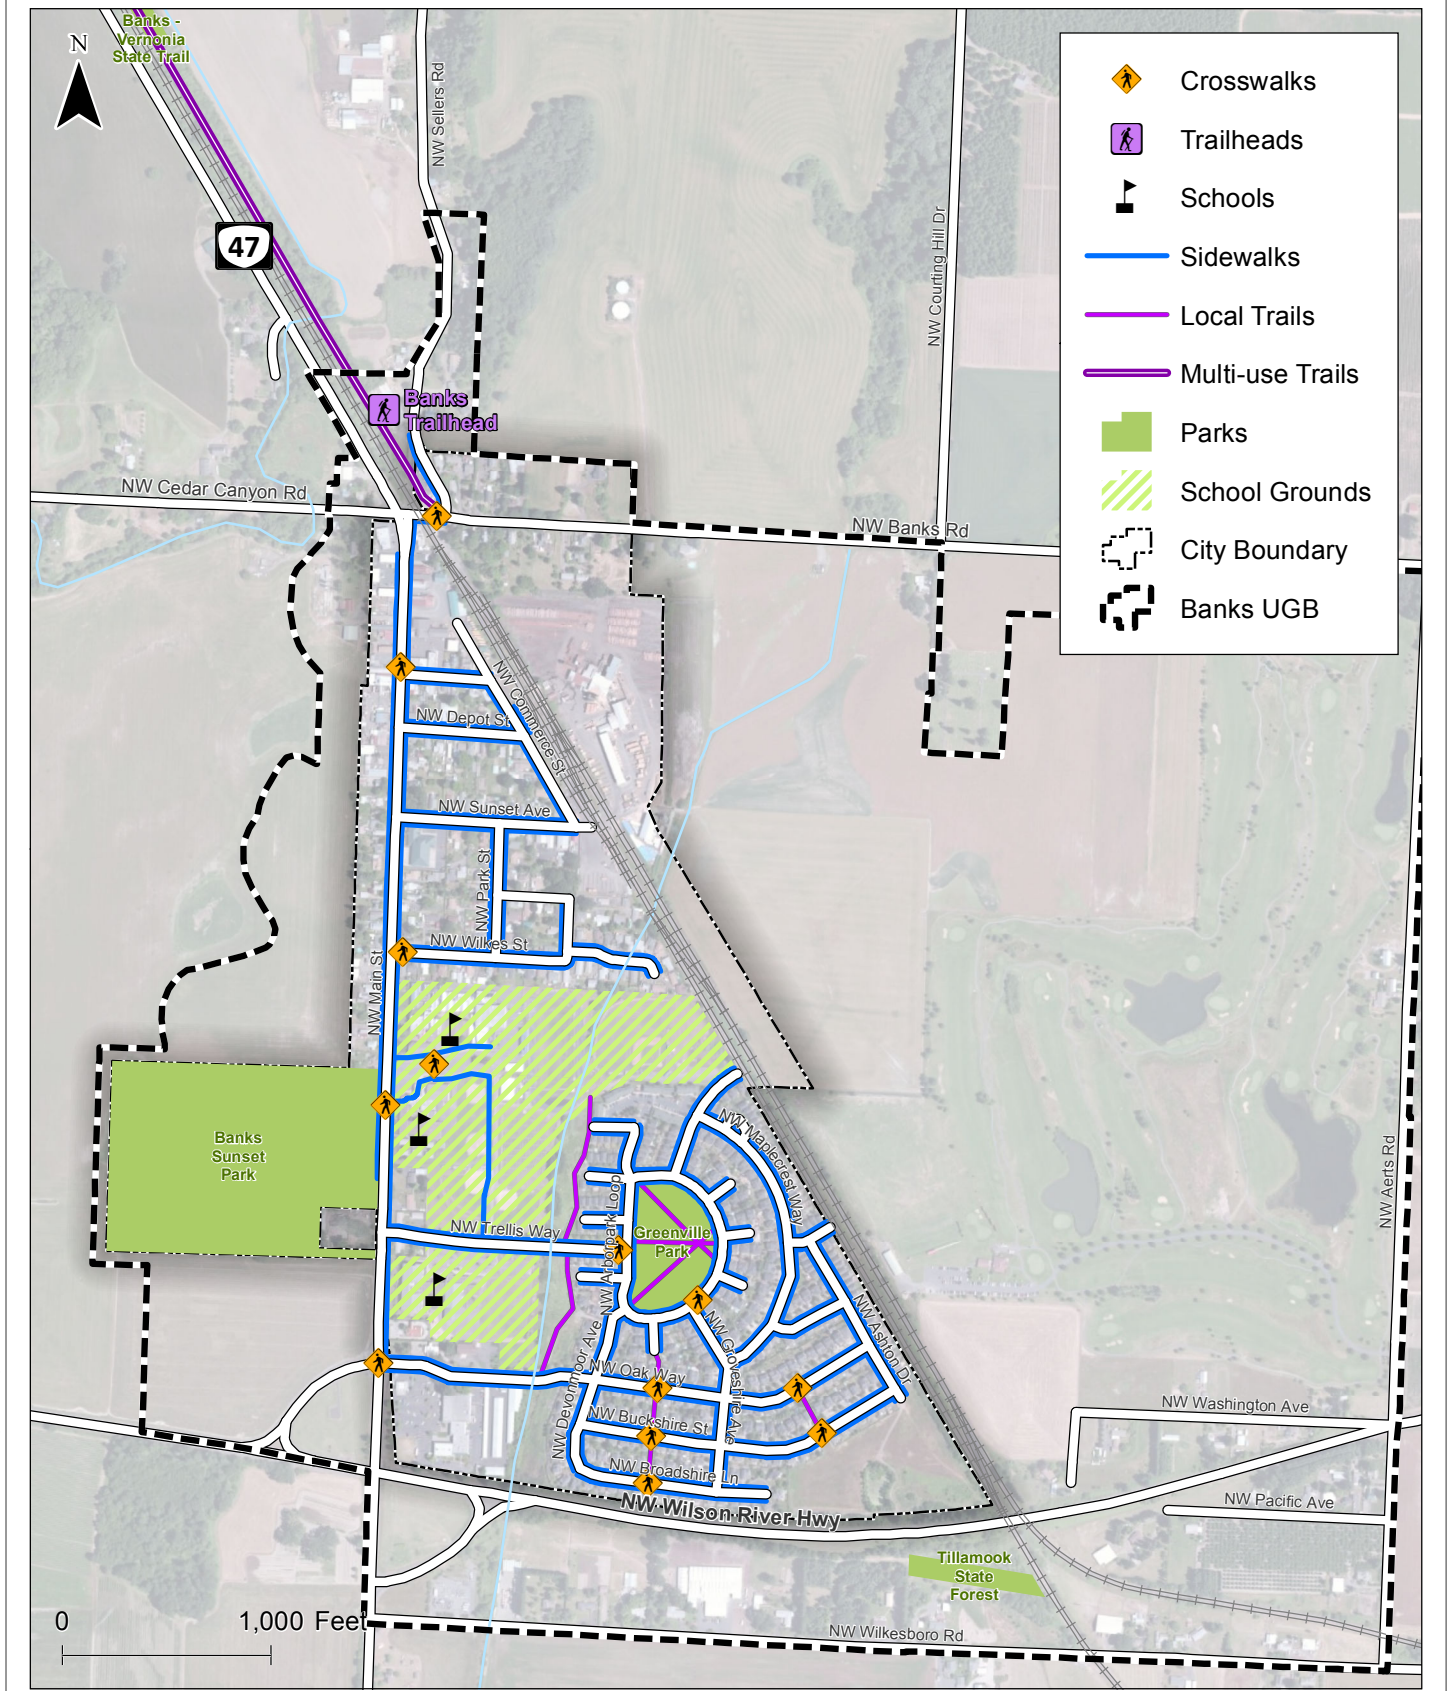 Banks -
Vernonia
State Trail
N
NW Sellers Rd
47
NW Courting Hill Dr
Crosswalks
Trailheads
Schools
Sidewalks
Local Trails
Multi-use Trails
Parks
School Grounds
City Boundary
Banks UGB
Banks
Trailhead
NW Cedar Canyon Rd
NW Banks Rd
NW Commerce St
NW Depot St
NW Sunset Ave
NW Park St
NW Wilkes St
NW Main St
Banks
Sunset
Park
NW Maplecrest Way
NW Aerts Rd
NW Arborpark Loop
NW Trellis Way
Greenville
Park
NW Ashton Dr
NW Groveshire Ave
NW Devonmoor Ave
NW Oak Way
NW Buckshire St
NW Broadshire Ln
NW Washington Ave
NW Wilson River Hwy
NW Pacific Ave
Tillamook
State
Forest
0 1,000 Feet
NW Wilkesboro Rd